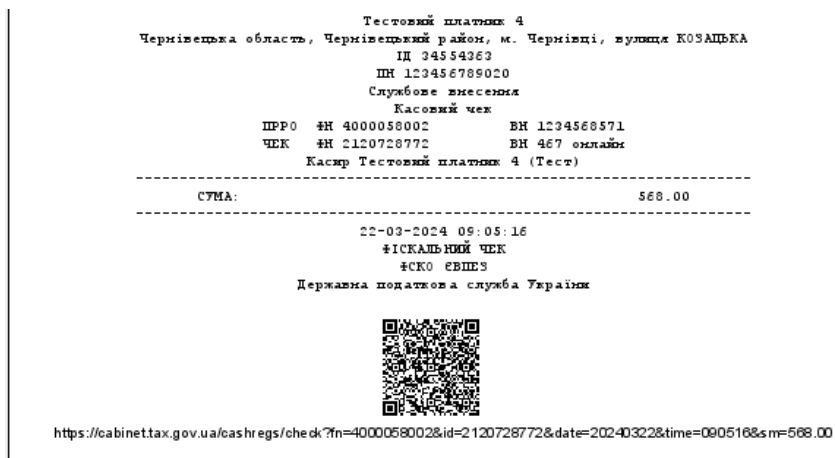 Тестовий платник 4
Чернівецька область, Чернівецький район, м. Чернівці, вулиця КОЗАЦЬКА
ІД 34554363
ПН 123456789020
Службове внесення
Касовий чек
ПРРО ФН 4000058002 ВН 1234568571
ЧЕК ФН 2120728772 ВН 467 онлайн
Касир Тестовий платник 4 (Тест)
СУМА: 568.00
22-03-2024 09:05:16
ФІСКАЛЬНИЙ ЧЕК
ФСКО ЄВПЕЗ
Державна податкова служба України
https://cabinet.tax.gov.ua/cashregs/check?fn=4000058002&id=2120728772&date=20240322&time=090516&sm=568.00